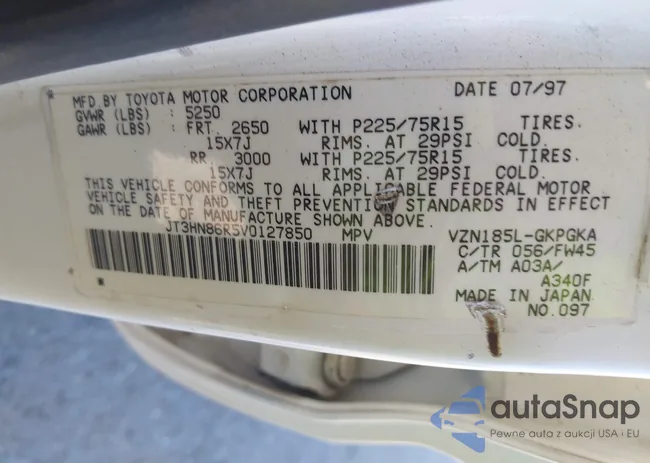 MFD.BY TOYOTA MOTOR CORPORATION DATE 07/97
GVWR (LBS) : 5250
GAWR (LBS) : FRT. 2650 WITH P225/75R15 TIRES.
15X7J RIMS. AT 29PSI COLD.
RR 3000 WITH P225/75R15 TIRES.
15X7J RIMS. AT 29PSI COLD.
THIS VEHICLE CONFORMS TO ALL APPLICABLE FEDERAL MOTOR
VEHICLE SAFETY AND THEFT PREVENTION STANDARDS IN EFFECT
ON THE DATE OF MANUFACTURE SHOWN ABOVE.
JT3HN86R5V0127850 MPV VZN185L-GKPGKA
C/TR 056/FW45
A/TM A03A/
A340F
MADE IN JAPAN
NO.097
autaSnap
Pewne auta z aukcji USA i EU